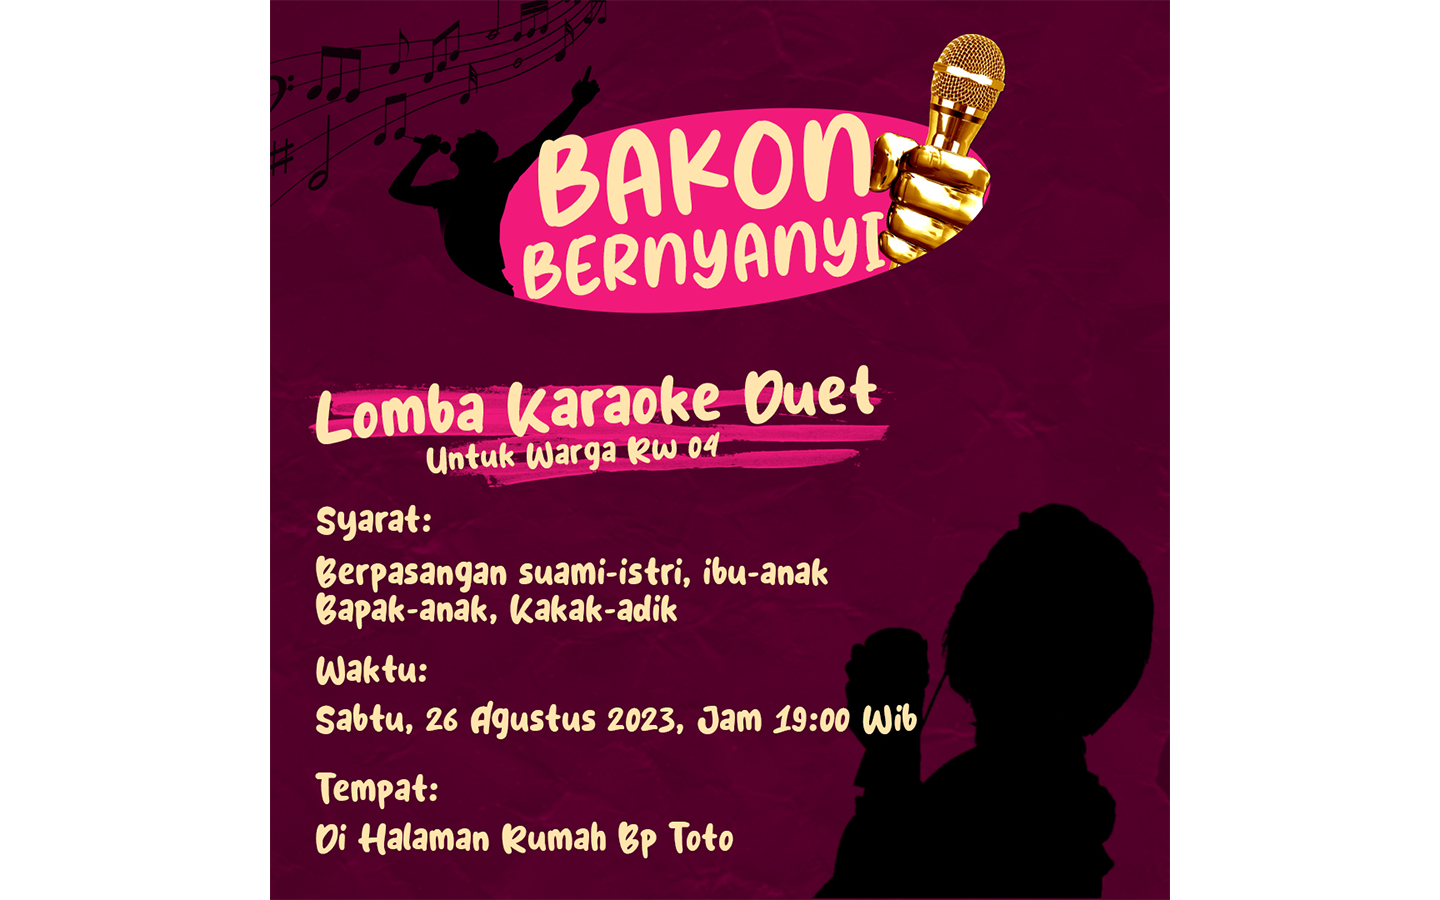 BAKON
BERNYANYI
Lomba Karaoke Duet
Untuk Warga RW 04
Syarat:
Berpasangan suami-istri, ibu-anak
Bapak-anak, Kakak-adik
Waktu:
Sabtu, 26 Agustus 2023, Jam 19:00 Wib
Tempat:
Di Halaman Rumah Bp Toto